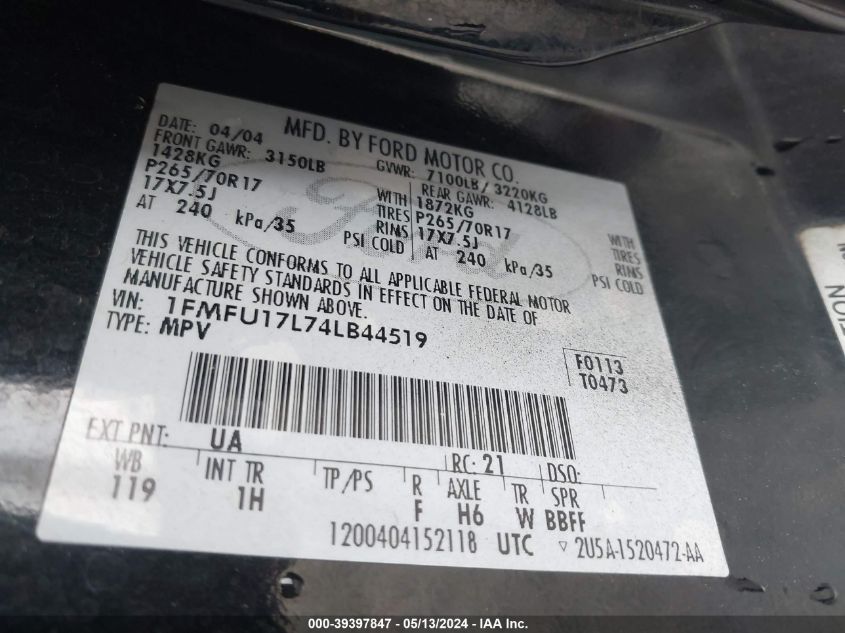 DATE: 04/04 MFD. BY FORD MOTOR CO.
FRONT GAWR: 3150LB GVWR: 7100LB / 3220KG
1428KG WITH REAR GAWR: 4128LB
P265/70R17 TIRES 1872KG WITH
17X7.5J RIMS P265/70R17 TIRES
AT 240 kPa/35 PSI COLD 17X7.5J RIMS
AT 240 kPa/35 PSI COLD
Ford
THIS VEHICLE CONFORMS TO ALL APPLICABLE FEDERAL MOTOR
VEHICLE SAFETY STANDARDS IN EFFECT ON THE DATE OF
MANUFACTURE SHOWN ABOVE.
VIN: 1FMFU17L74LB44519
TYPE: MPV
F0113
T0473
EXT PNT: UA RC: 21 DSO:
WB INT TR TP/PS R AXLE TR SPR
119 1H F H6 W BBFF
1200404152118 UTC ▽ 2U5A-1520472-AA
000-39397847 - 05/13/2024 - IAA Inc.